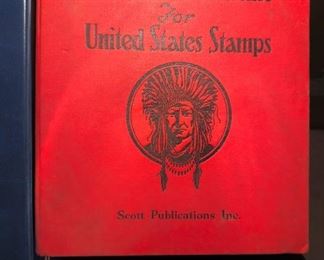 For
United States Stamps
Scott Publications Inc.